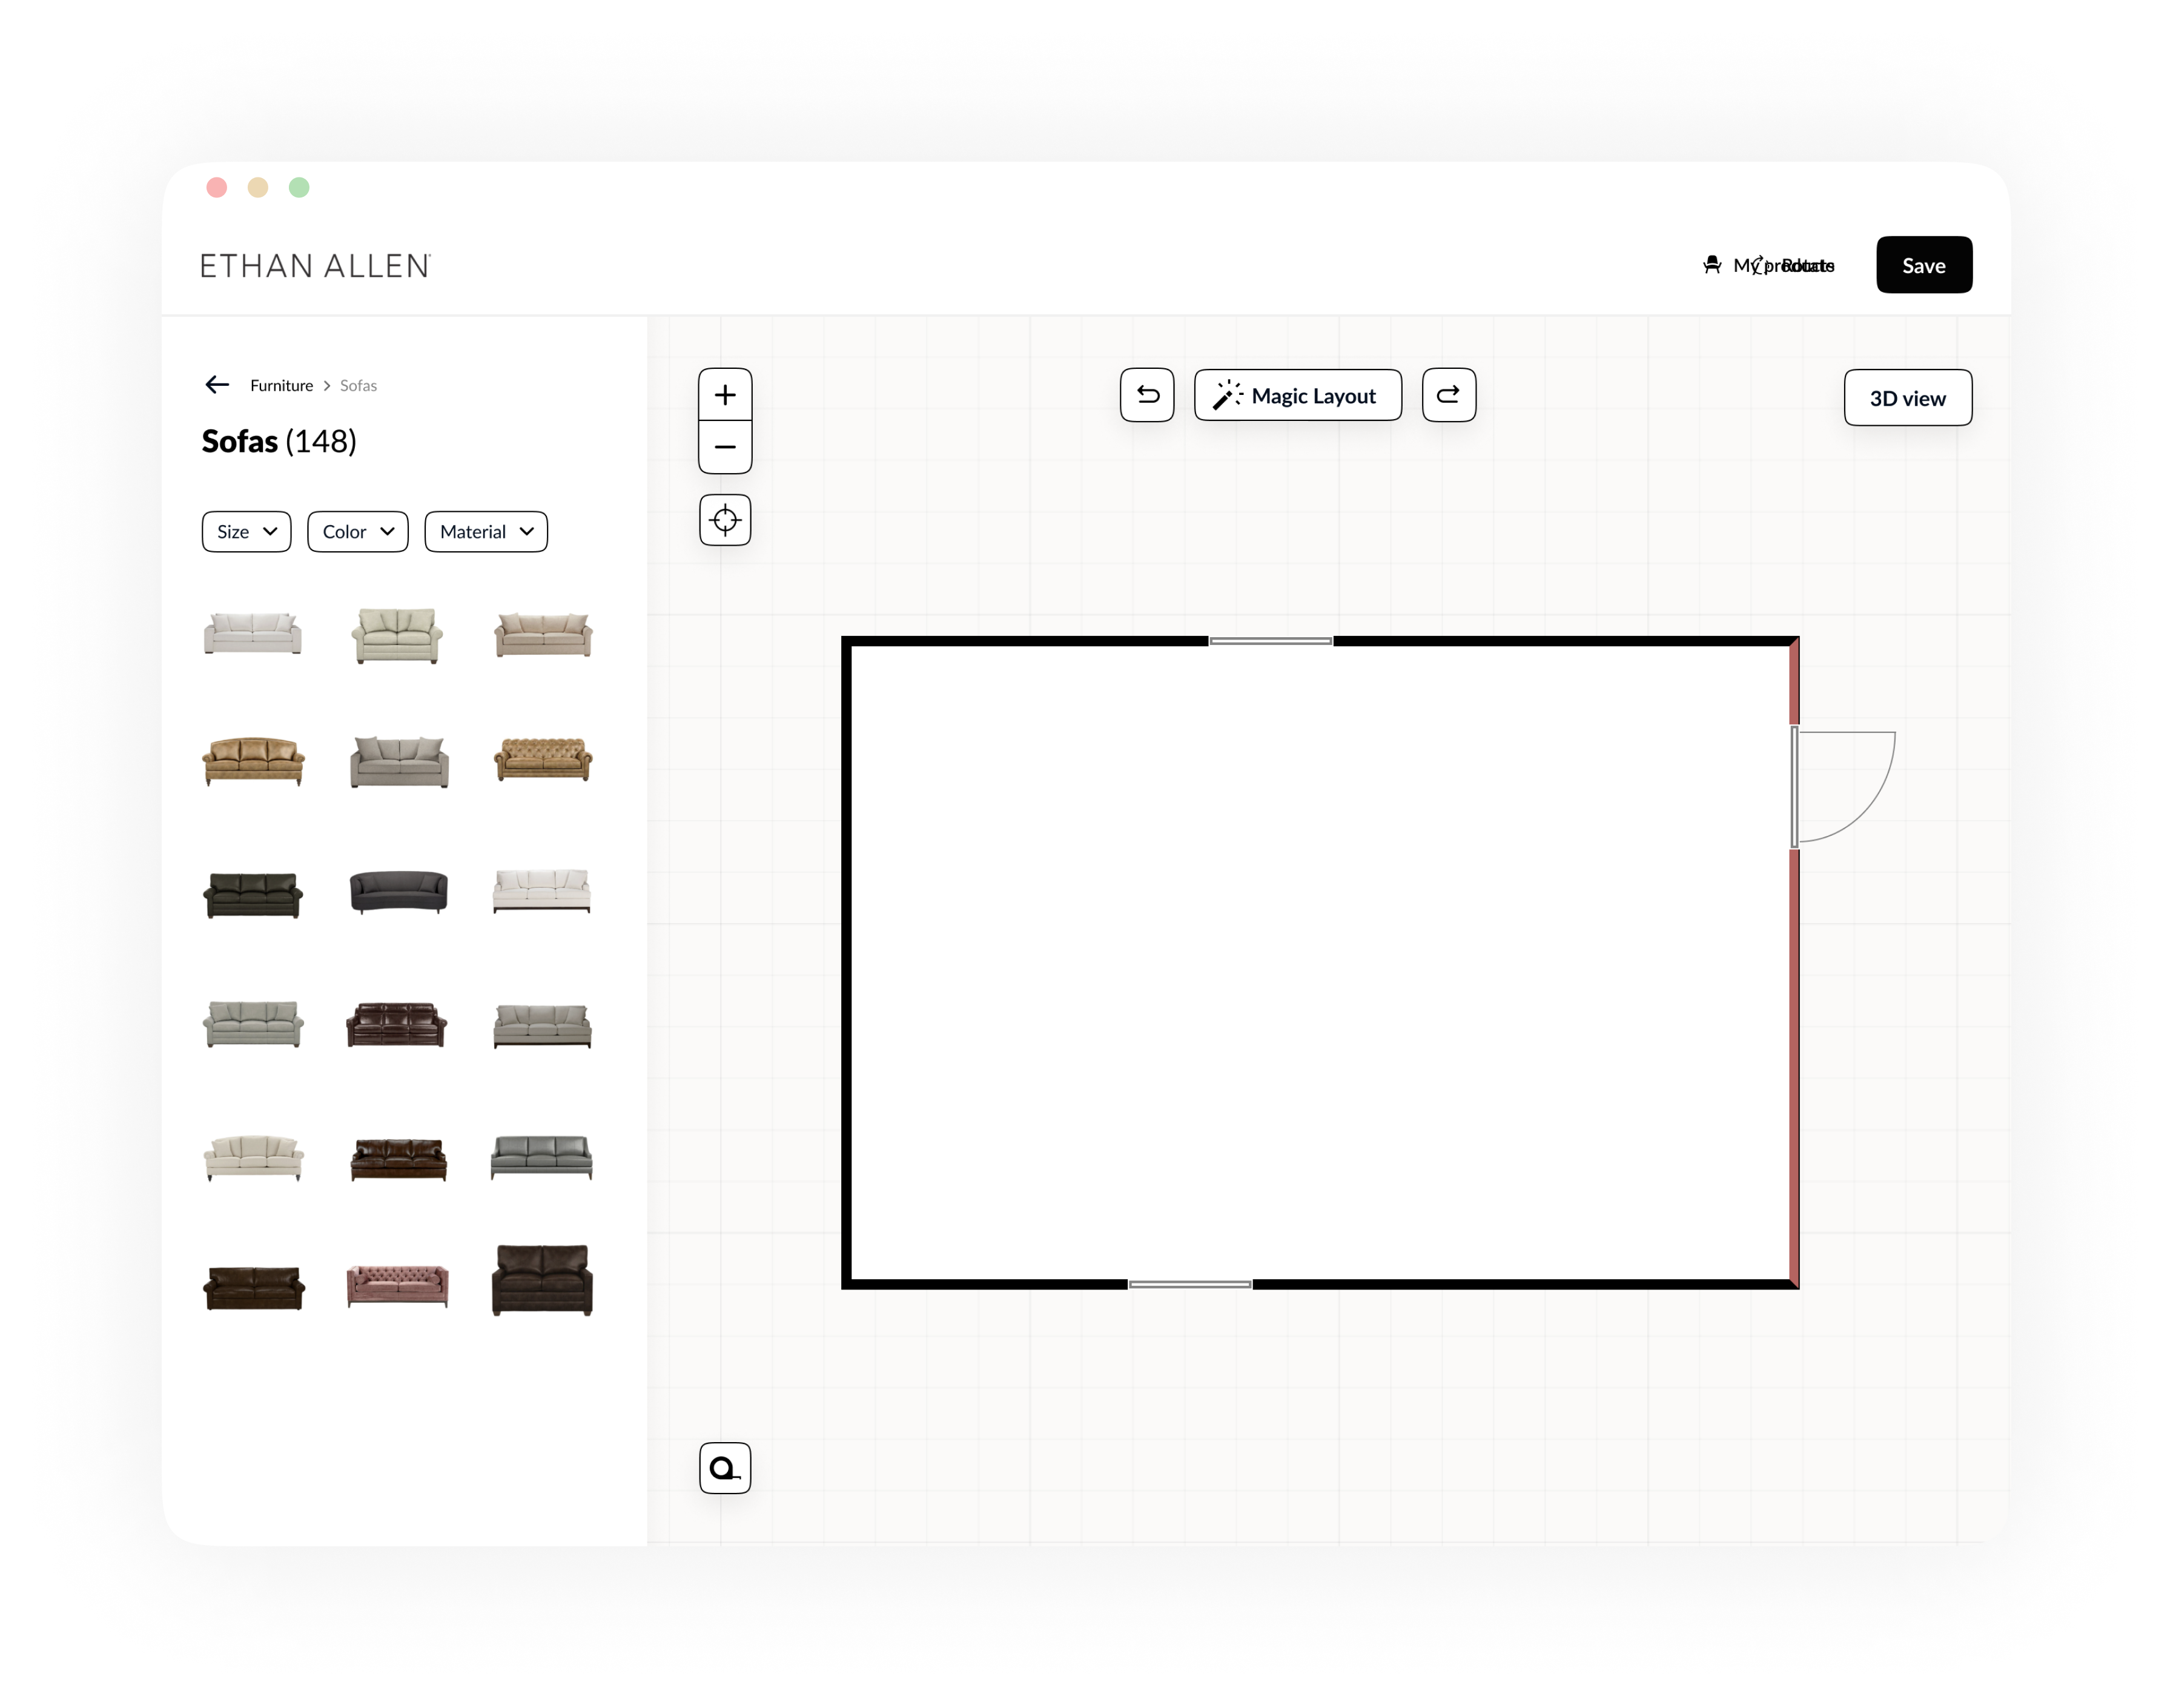 ETHAN ALLEN
My products
Rotate
Save
Furniture > Sofas
Sofas (148)
Size
Color
Material
Magic Layout
3D view